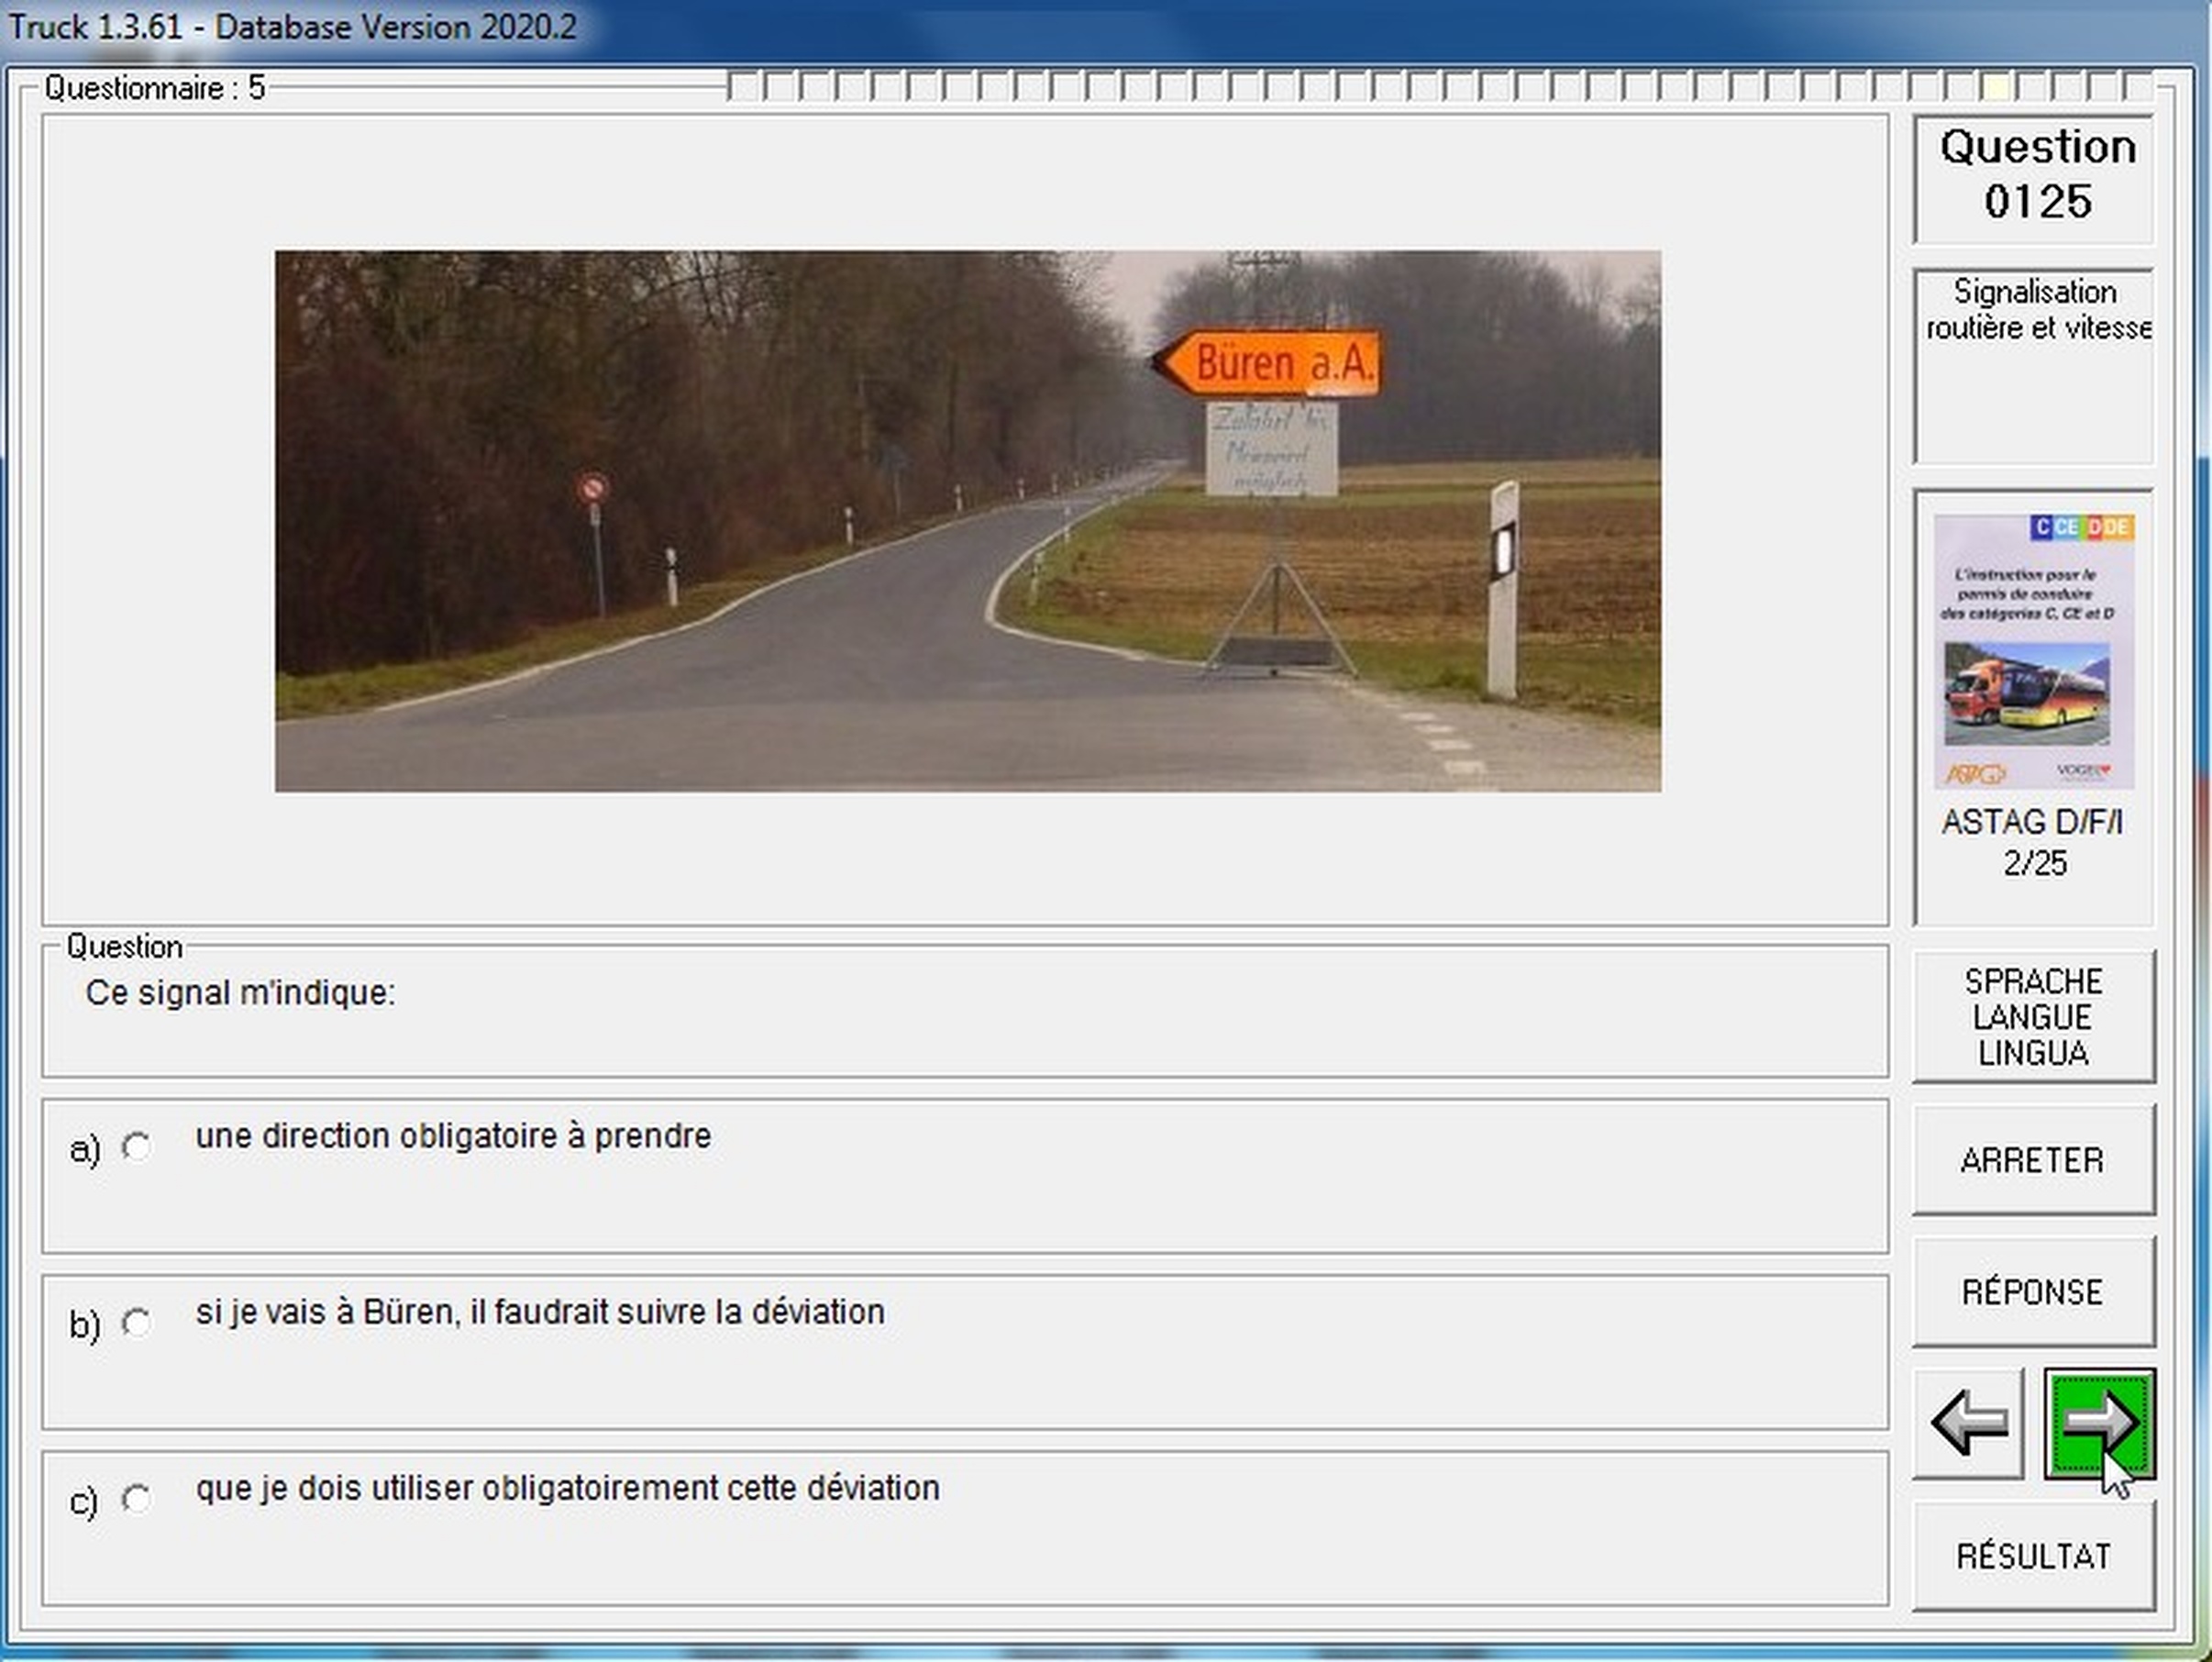 Truck 1.3.61 - Database Version 2020.2
Questionnaire : 5
Question
0125
Signalisation
routière et vitesse
Büren a.A.
Zufahrt bis
möglich
C CE D DE
L'instruction pour le
permis de conduire
des catégories C, CE et D
ASTAG
VOGEL
ASTAG D/F/I
2/25
Question
Ce signal m'indique:
a) une direction obligatoire à prendre
b) si je vais à Büren, il faudrait suivre la déviation
c) que je dois utiliser obligatoirement cette déviation
SPRACHE
LANGUE
LINGUA
ARRETER
RÉPONSE
RÉSULTAT